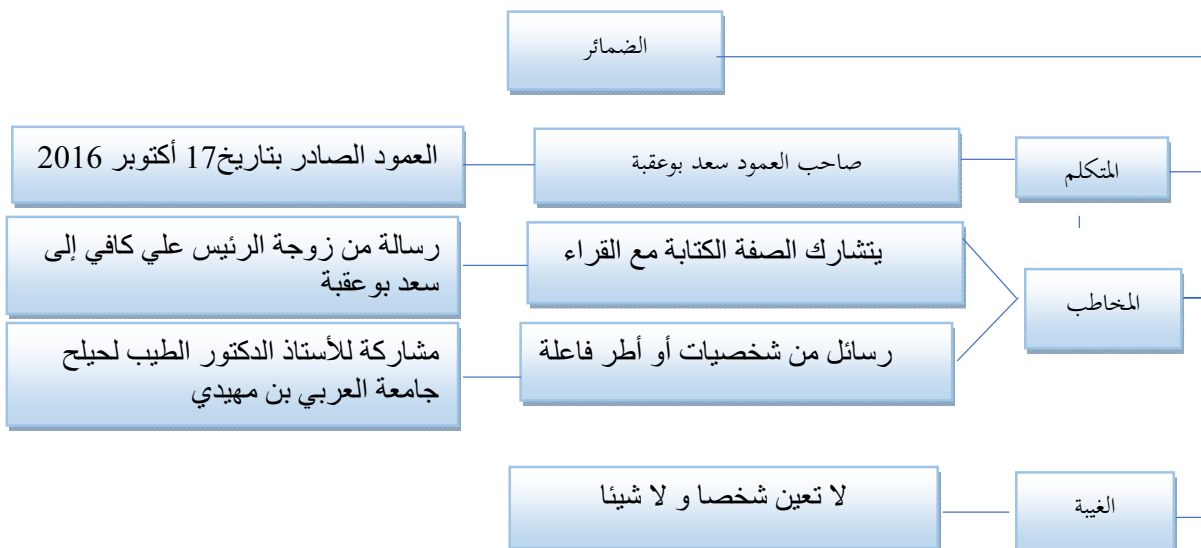 الضمائر
المتكلم
صاحب العمود سعد بوعقبة
العمود الصادر بتاريخ17 أكتوبر 2016
المخاطب
يتشارك الصفة الكتابة مع القراء
رسالة من زوجة الرئيس علي كافي إلى
سعد بوعقبة
رسائل من شخصيات أو أطر فاعلة
مشاركة للأستاذ الدكتور الطيب لحيلح
جامعة العربي بن مهيدي
الغيبة
لا تعين شخصا و لا شيئا